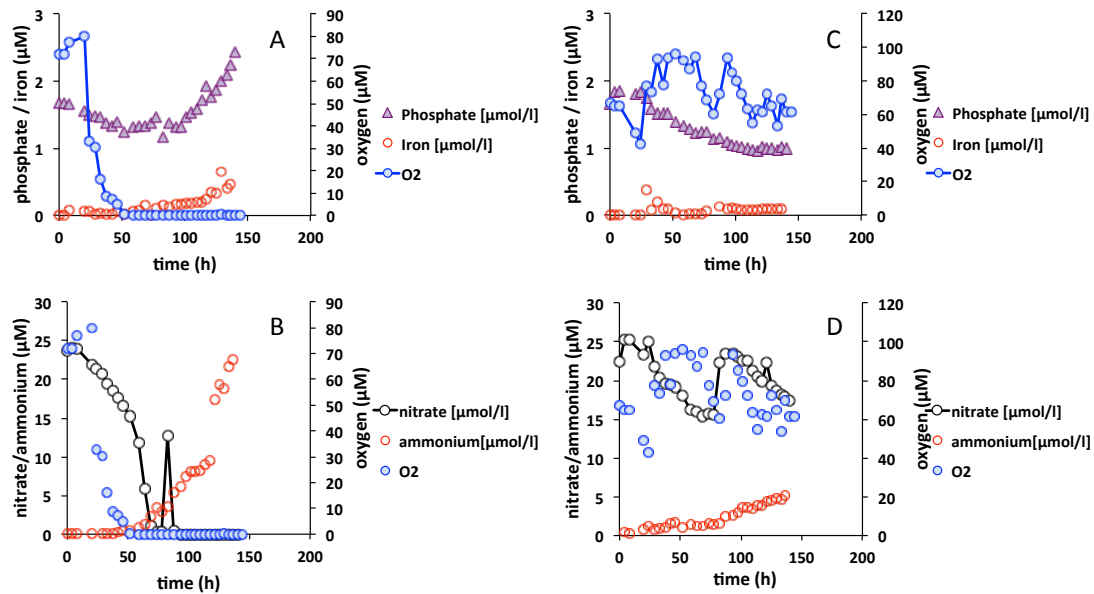 A
phosphate / iron (µM)
3
2
1
0
90
80
70
60
50
40
30
20
10
0
oxygen (µM)
0
50
100
150
200
time (h)
Phosphate [µmol/l]
Iron [µmol/l]
O2
C
phosphate / iron (µM)
3
2
1
0
120
100
80
60
40
20
0
oxygen (µM)
0
50
100
150
200
time (h)
Phosphate [µmol/l]
Iron [µmol/l]
O2
B
nitrate/ammonium (µM)
30
25
20
15
10
5
0
90
80
70
60
50
40
30
20
10
0
oxygen (µM)
0
50
100
150
200
time (h)
nitrate [µmol/l]
ammonium[µmol/l]
O2
D
nitrate/ammonium (µM)
30
25
20
15
10
5
0
120
100
80
60
40
20
0
oxygen (µM)
0
50
100
150
200
time (h)
nitrate [µmol/l]
ammonium[µmol/l]
O2